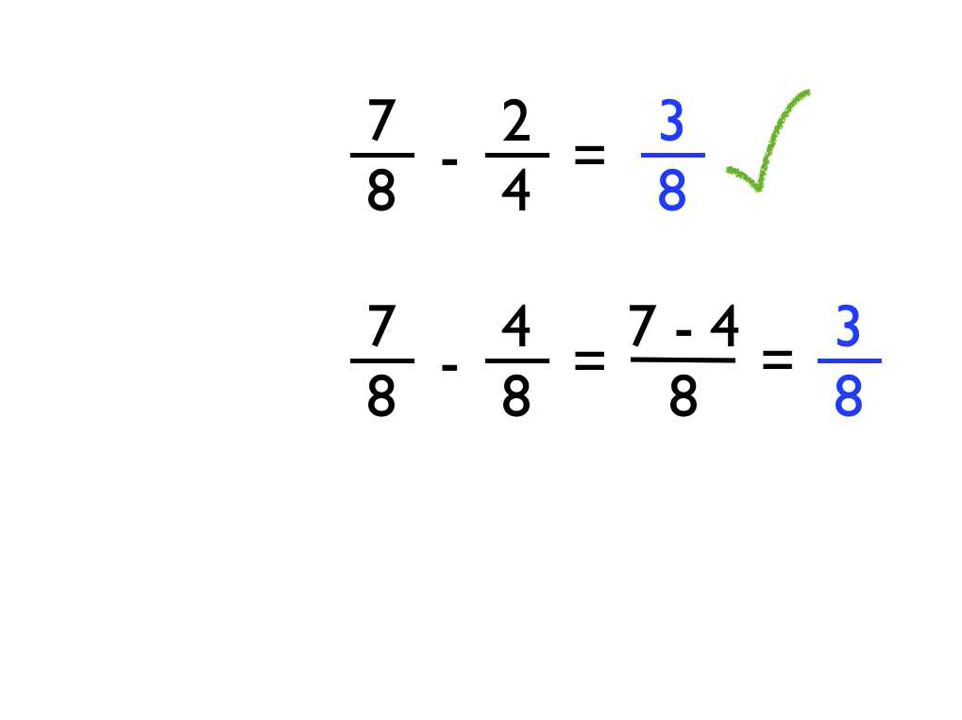 7/8 - 2/4 = 3/8 ✓
7/8 - 4/8 = (7 - 4)/8 = 3/8